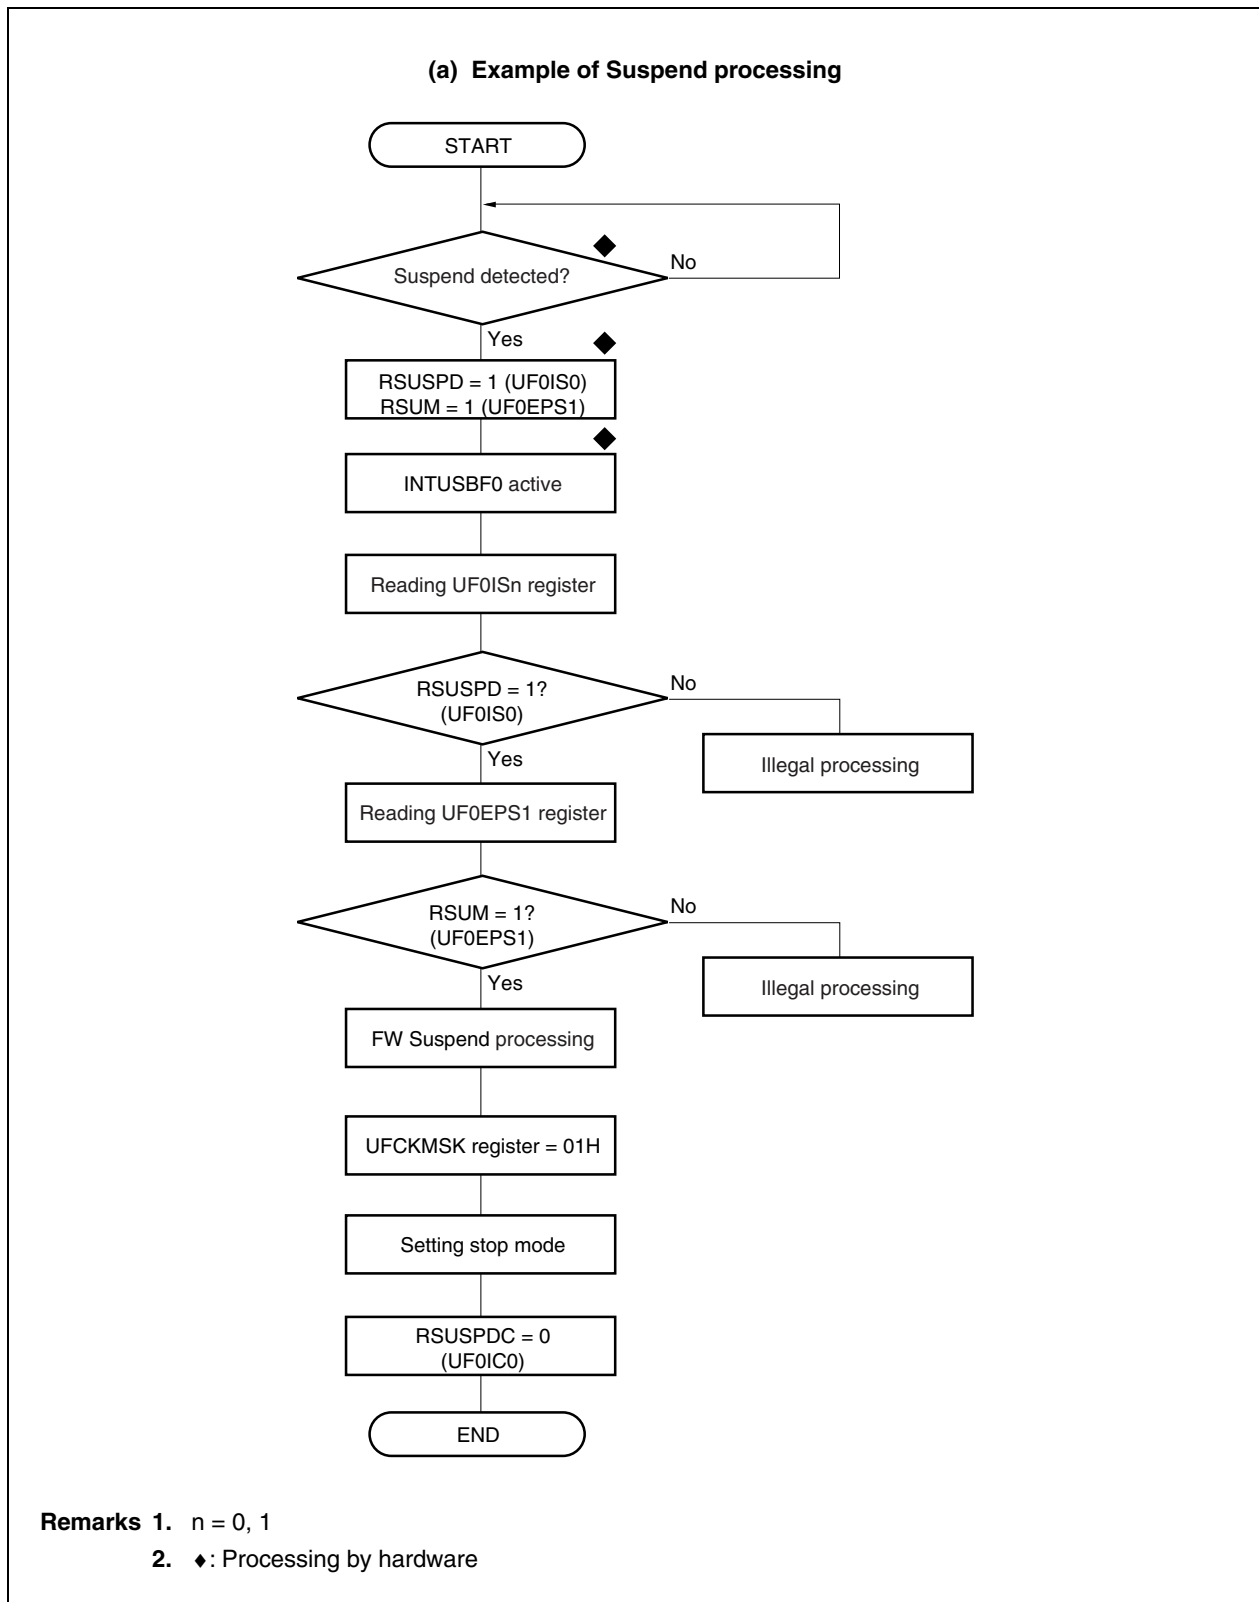 (a) Example of Suspend processing
START
Suspend detected?
No
Yes
RSUSPD = 1 (UF0IS0)
RSUM = 1 (UF0EPS1)
INTUSBF0 active
Reading UF0ISn register
RSUSPD = 1?
(UF0IS0)
No
Yes
Illegal processing
Reading UF0EPS1 register
RSUM = 1?
(UF0EPS1)
No
Yes
Illegal processing
FW Suspend processing
UFCKMSK register = 01H
Setting stop mode
RSUSPDC = 0
(UF0IC0)
END
Remarks 1. n = 0, 1
2. ♦: Processing by hardware